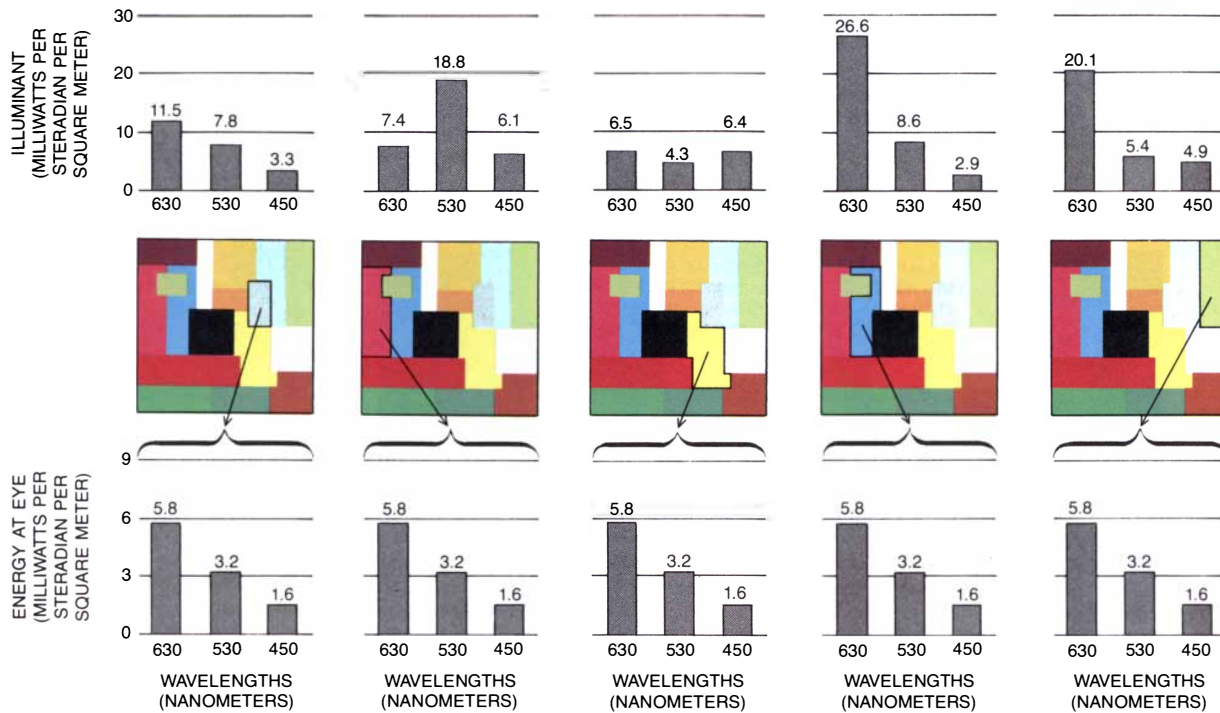 ILLUMINANT
(MILLIWATTS PER
STERADIAN PER
SQUARE METER)
30
20
10
0
11.5
7.8
3.3
630 530 450
7.4
18.8
6.1
630 530 450
6.5
4.3
6.4
630 530 450
26.6
8.6
2.9
630 530 450
20.1
5.4
4.9
630 530 450
ENERGY AT EYE
(MILLIWATTS PER
STERADIAN PER
SQUARE METER)
9
6
3
0
5.8
3.2
1.6
630 530 450
WAVELENGTHS
(NANOMETERS)
5.8
3.2
1.6
630 530 450
WAVELENGTHS
(NANOMETERS)
5.8
3.2
1.6
630 530 450
WAVELENGTHS
(NANOMETERS)
5.8
3.2
1.6
630 530 450
WAVELENGTHS
(NANOMETERS)
5.8
3.2
1.6
630 530 450
WAVELENGTHS
(NANOMETERS)